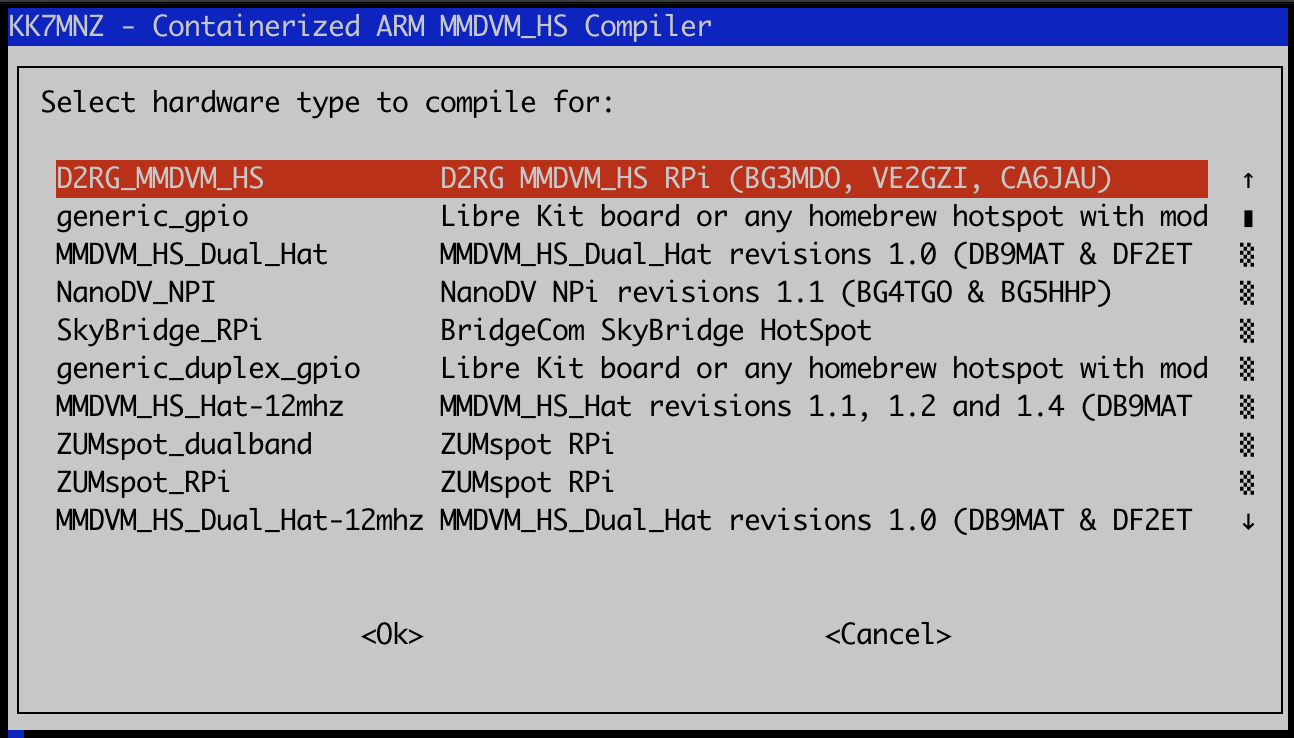 KK7MNZ - Containerized ARM MMDVM_HS Compiler
Select hardware type to compile for:
D2RG_MMDVM_HS D2RG MMDVM_HS RPi (BG3MDO, VE2GZI, CA6JAU) ↑
generic_gpio Libre Kit board or any homebrew hotspot with mod
MMDVM_HS_Dual_Hat MMDVM_HS_Dual_Hat revisions 1.0 (DB9MAT & DF2ET
NanoDV_NPI NanoDV NPi revisions 1.1 (BG4TGO & BG5HHP)
SkyBridge_RPi BridgeCom SkyBridge HotSpot
generic_duplex_gpio Libre Kit board or any homebrew hotspot with mod
MMDVM_HS_Hat-12mhz MMDVM_HS_Hat revisions 1.1, 1.2 and 1.4 (DB9MAT
ZUMspot_dualband ZUMspot RPi
ZUMspot_RPi ZUMspot RPi
MMDVM_HS_Dual_Hat-12mhz MMDVM_HS_Dual_Hat revisions 1.0 (DB9MAT & DF2ET ↓
<Ok> <Cancel>